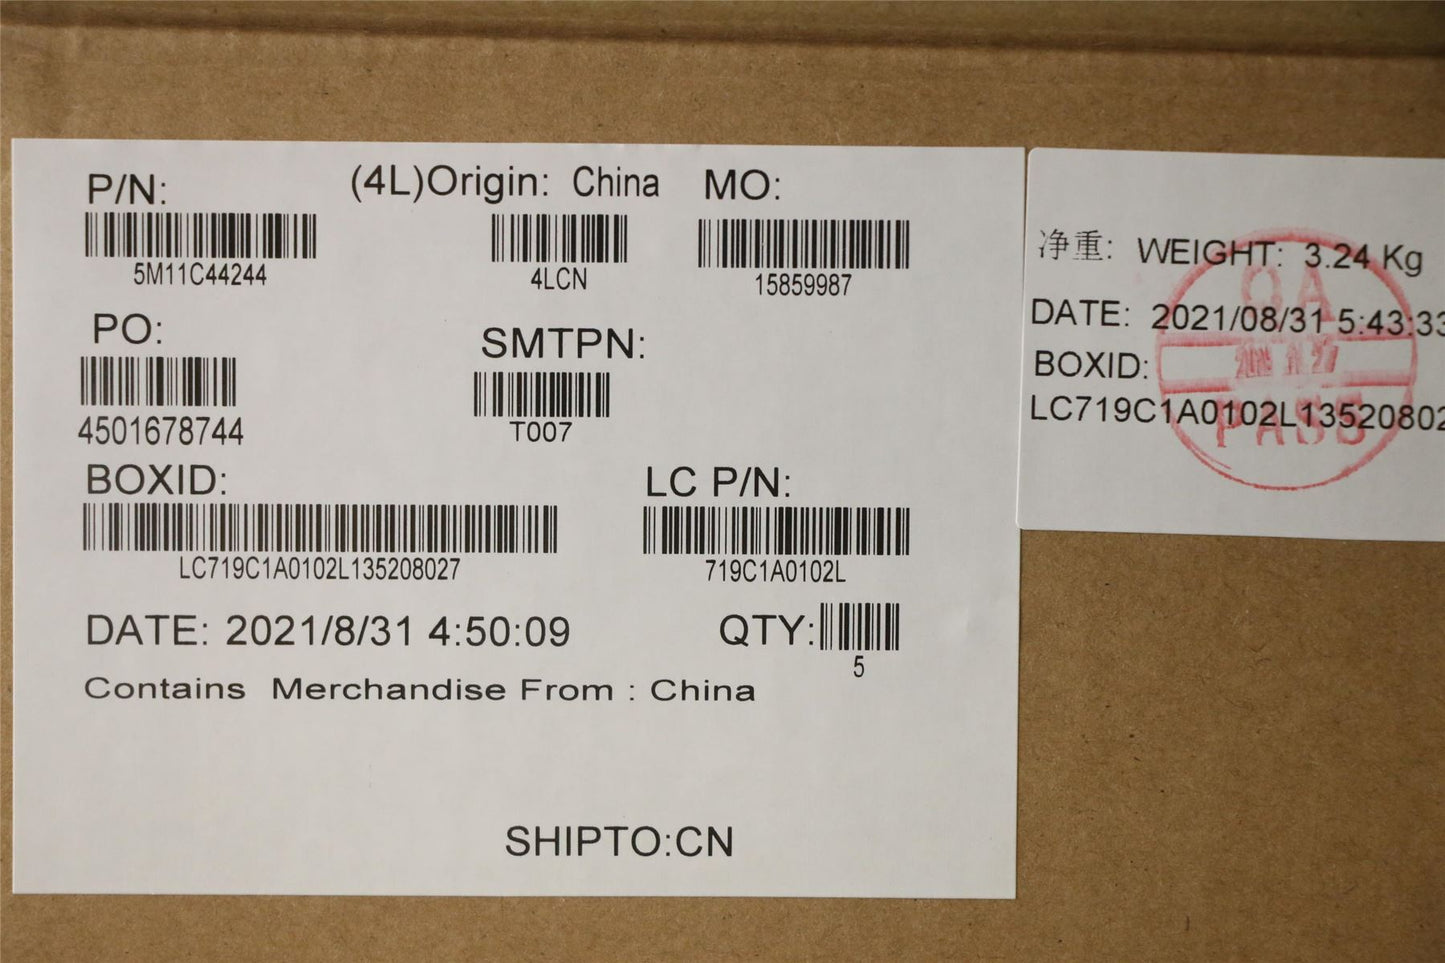 P/N:
5M11C44244
(4L)Origin: China
4LCN
MO:
15859987
PO:
4501678744
SMTPN:
T007
BOXID:
LC719C1A0102L135208027
LC P/N:
719C1A0102L
DATE: 2021/8/31 4:50:09
QTY:
5
Contains Merchandise From : China
SHIPTO:CN
净重: WEIGHT: 3.24 Kg
DATE: 2021/08/31 5:43:33
BOXID:
LC719C1A0102L13520802
QA
PASS